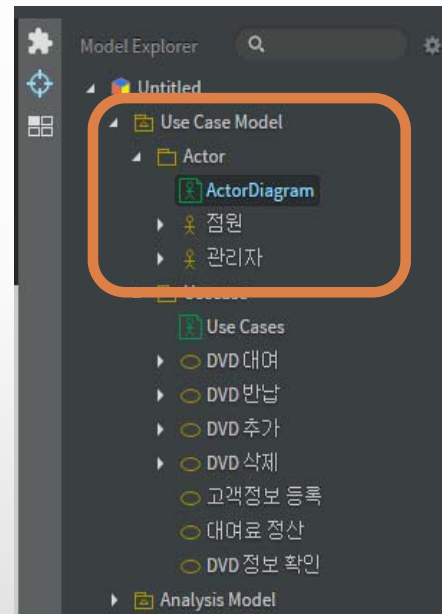 Model Explorer
Untitled
Use Case Model
Actor
ActorDiagram
점원
관리자
Usecase
Use Cases
DVD 대여
DVD 반납
DVD 추가
DVD 삭제
고객정보 등록
대여료 정산
DVD 정보 확인
Analysis Model